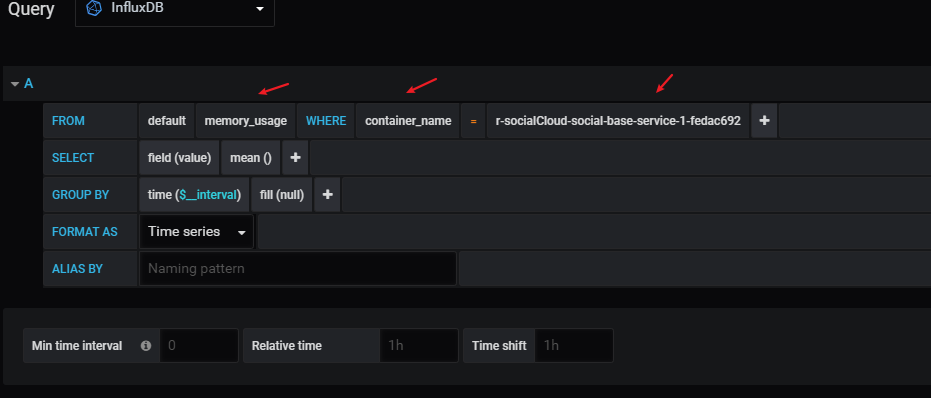 Query InfluxDB
A
FROM default memory_usage WHERE container_name = r-socialCloud-social-base-service-1-fedac692 +
SELECT field (value) mean () +
GROUP BY time ($__interval) fill (null) +
FORMAT AS Time series
ALIAS BY Naming pattern
Min time interval 0 Relative time 1h Time shift 1h